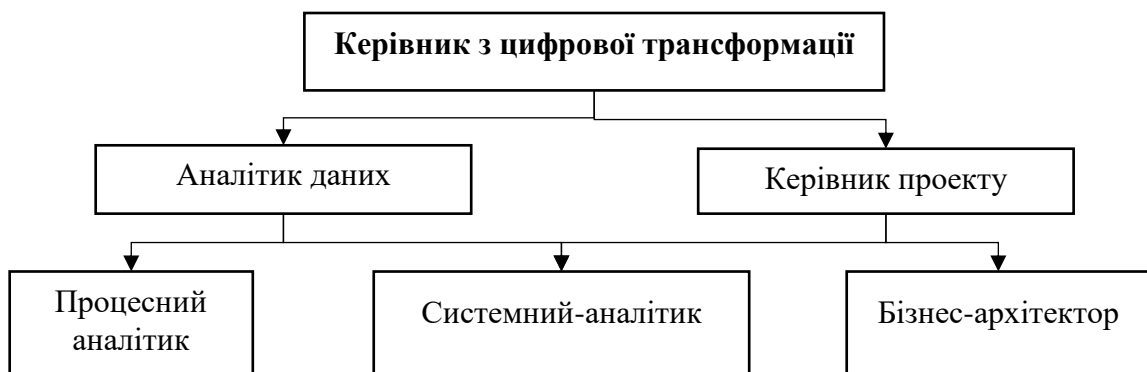 Керівник з цифрової трансформації
Аналітик даних
Керівник проекту
Процесний
аналітик
Системний-аналітик
Бізнес-архітектор